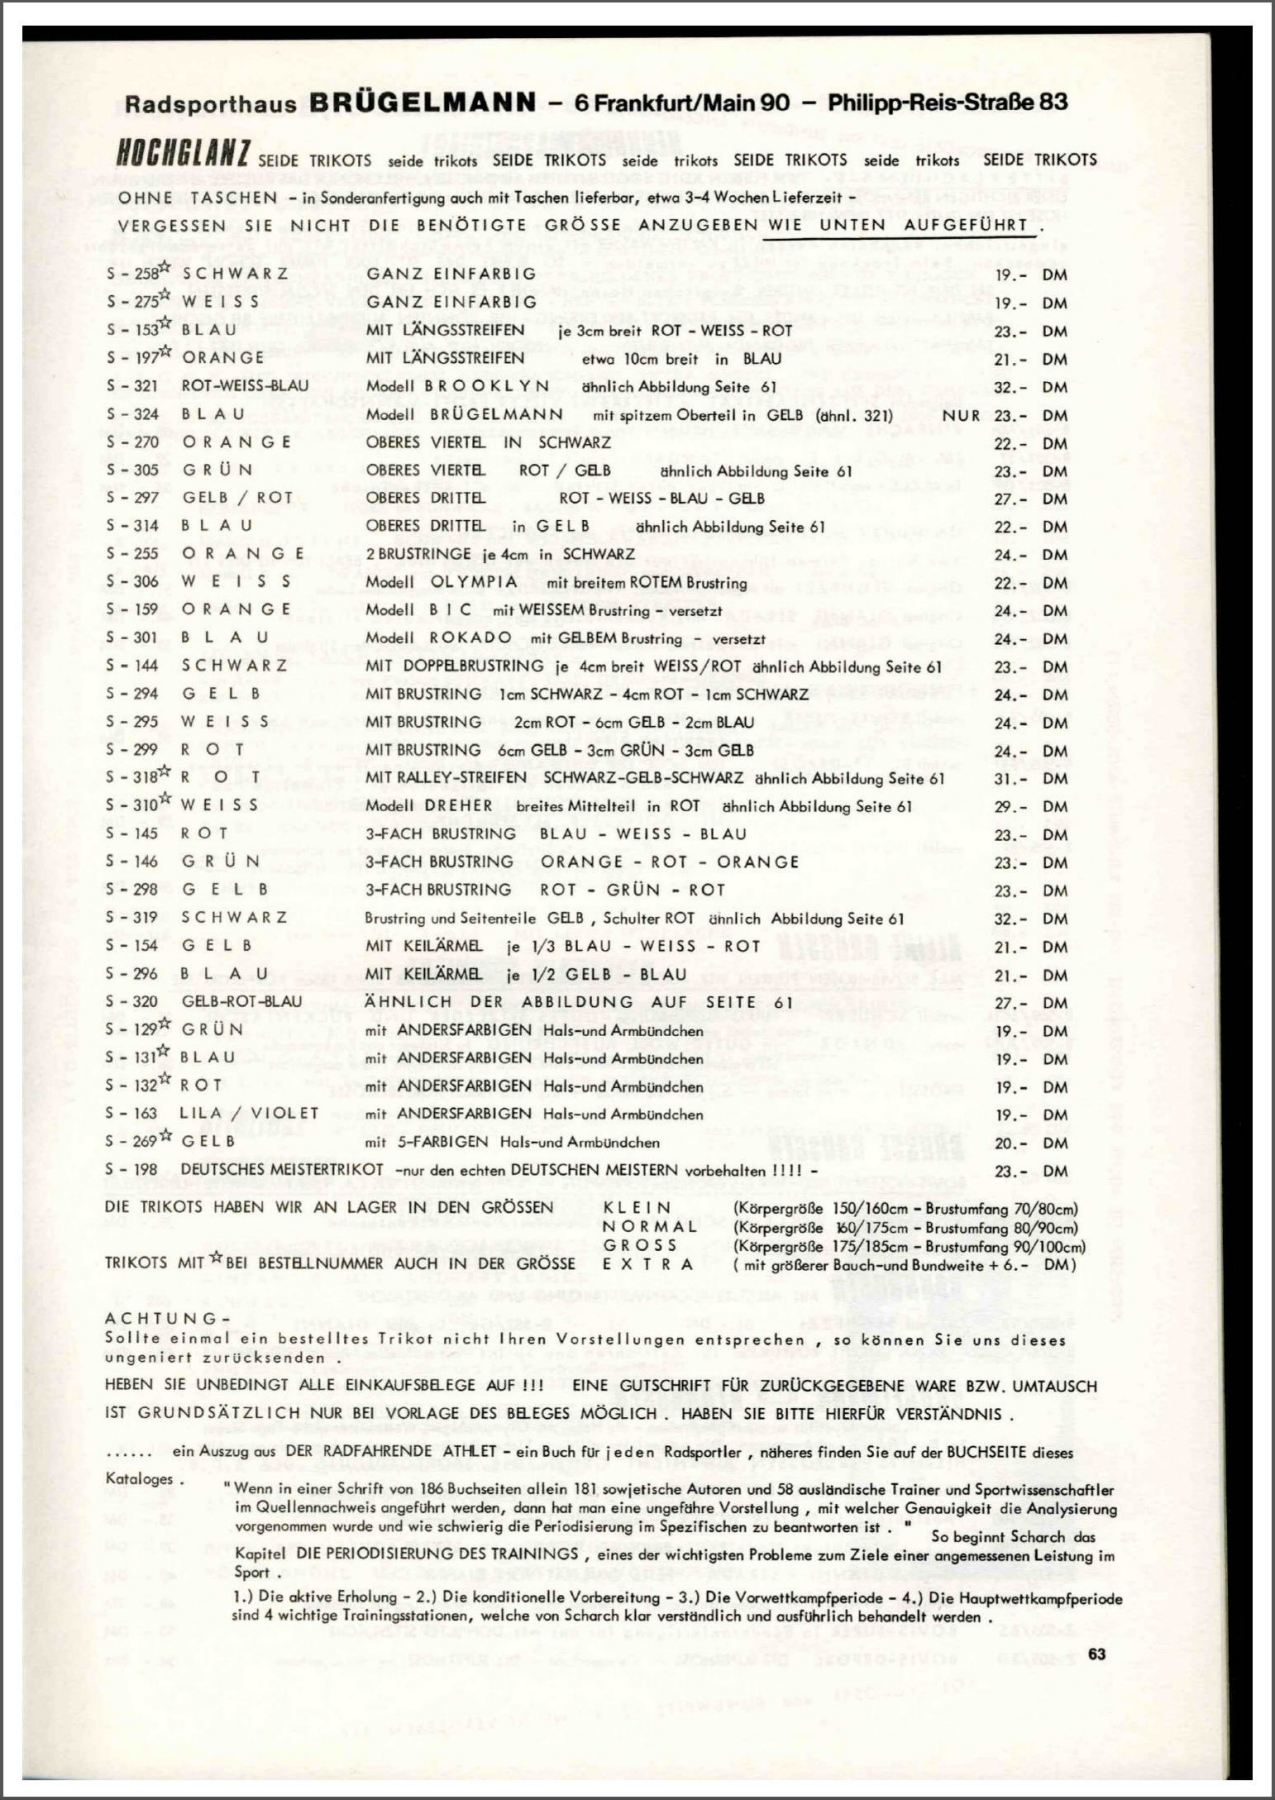 Radsporthaus BRÜGELMANN – 6 Frankfurt/Main 90 – Philipp-Reis-Straße 83
HOCHGLANZ SEIDE TRIKOTS seide trikots SEIDE TRIKOTS seide trikots SEIDE TRIKOTS seide trikots SEIDE TRIKOTS
OHNE TASCHEN - in Sonderanfertigung auch mit Taschen lieferbar, etwa 3-4 Wochen Lieferzeit -
VERGESSEN SIE NICHT DIE BENÖTIGTE GRÖSSE ANZUGEBEN WIE UNTEN AUFGEFÜHRT .
S - 258☆ SCHWARZ GANZ EINFARBIG 19.- DM
S - 275☆ WEISS GANZ EINFARBIG 19.- DM
S - 153☆ BLAU MIT LÄNGSSTREIFEN je 3cm breit ROT - WEISS - ROT 23.- DM
S - 197☆ ORANGE MIT LÄNGSSTREIFEN etwa 10cm breit in BLAU 21.- DM
S - 321 ROT-WEISS-BLAU Modell BROOKLYN ähnlich Abbildung Seite 61 32.- DM
S - 324 BLAU Modell BRÜGELMANN mit spitzem Oberteil in GELB (ähnl. 321) NUR 23.- DM
S - 270 ORANGE OBERES VIERTEL IN SCHWARZ 22.- DM
S - 305 GRÜN OBERES VIERTEL ROT / GELB ähnlich Abbildung Seite 61 23.- DM
S - 297 GELB / ROT OBERES DRITTEL ROT - WEISS - BLAU - GELB 27.- DM
S - 314 BLAU OBERES DRITTEL in GELB ähnlich Abbildung Seite 61 22.- DM
S - 255 ORANGE 2 BRUSTRINGE je 4cm in SCHWARZ 24.- DM
S - 306 WEISS Modell OLYMPIA mit breitem ROTEM Brustring 22.- DM
S - 159 ORANGE Modell BIC mit WEISSEM Brustring - versetzt 24.- DM
S - 301 BLAU Modell ROKADO mit GELBEM Brustring - versetzt 24.- DM
S - 144 SCHWARZ MIT DOPPELBRUSTRING je 4cm breit WEISS/ROT ähnlich Abbildung Seite 61 23.- DM
S - 294 GELB MIT BRUSTRING 1cm SCHWARZ - 4cm ROT - 1cm SCHWARZ 24.- DM
S - 295 WEISS MIT BRUSTRING 2cm ROT - 6cm GELB - 2cm BLAU 24.- DM
S - 299 ROT MIT BRUSTRING 6cm GELB - 3cm GRÜN - 3cm GELB 24.- DM
S - 318☆ ROT MIT RALLEY-STREIFEN SCHWARZ-GELB-SCHWARZ ähnlich Abbildung Seite 61 31.- DM
S - 310☆ WEISS Modell DREHER breites Mittelteil in ROT ähnlich Abbildung Seite 61 29.- DM
S - 145 ROT 3-FACH BRUSTRING BLAU - WEISS - BLAU 23.- DM
S - 146 GRÜN 3-FACH BRUSTRING ORANGE - ROT - ORANGE 23.- DM
S - 298 GELB 3-FACH BRUSTRING ROT - GRÜN - ROT 23.- DM
S - 319 SCHWARZ Brustring und Seitenteile GELB , Schulter ROT ähnlich Abbildung Seite 61 32.- DM
S - 154 GELB MIT KEILÄRMEL je 1/3 BLAU - WEISS - ROT 21.- DM
S - 296 BLAU MIT KEILÄRMEL je 1/2 GELB - BLAU 21.- DM
S - 320 GELB-ROT-BLAU ÄHNLICH DER ABBILDUNG AUF SEITE 61 27.- DM
S - 129☆ GRÜN mit ANDERSFARBIGEN Hals-und Armbündchen 19.- DM
S - 131☆ BLAU mit ANDERSFARBIGEN Hals-und Armbündchen 19.- DM
S - 132☆ ROT mit ANDERSFARBIGEN Hals-und Armbündchen 19.- DM
S - 163 LILA / VIOLET mit ANDERSFARBIGEN Hals-und Armbündchen 19.- DM
S - 269☆ GELB mit 5-FARBIGEN Hals-und Armbündchen 20.- DM
S - 198 DEUTSCHES MEISTERTRIKOT -nur den echten DEUTSCHEN MEISTERN vorbehalten !!!! - 23.- DM
DIE TRIKOTS HABEN WIR AN LAGER IN DEN GRÖSSEN KLEIN (Körpergröße 150/160cm - Brustumfang 70/80cm)
NORMAL (Körpergröße 160/175cm - Brustumfang 80/90cm)
GROSS (Körpergröße 175/185cm - Brustumfang 90/100cm)
TRIKOTS MIT ☆ BEI BESTELLNUMMER AUCH IN DER GRÖSSE EXTRA ( mit größerer Bauch-und Bundweite + 6.- DM)
ACHTUNG-
Sollte einmal ein bestelltes Trikot nicht Ihren Vorstellungen entsprechen , so können Sie uns dieses
ungeniert zurücksenden .
HEBEN SIE UNBEDINGT ALLE EINKAUFSBELEGE AUF !!! EINE GUTSCHRIFT FÜR ZURÜCKGEGEBENE WARE BZW. UMTAUSCH
IST GRUNDSÄTZLICH NUR BEI VORLAGE DES BELEGES MÖGLICH . HABEN SIE BITTE HIERFÜR VERSTÄNDNIS .
...... ein Auszug aus DER RADFAHRENDE ATHLET - ein Buch für jeden Radsportler , näheres finden Sie auf der BUCHSEITE dieses
Kataloges .
"Wenn in einer Schrift von 186 Buchseiten allein 181 sowjetische Autoren und 58 ausländische Trainer und Sportwissenschaftler
im Quellennachweis angeführt werden, dann hat man eine ungefähre Vorstellung , mit welcher Genauigkeit die Analysierung
vorgenommen wurde und wie schwierig die Periodisierung im Spezifischen zu beantworten ist . "
So beginnt Scharch das
Kapitel DIE PERIODISIERUNG DES TRAININGS , eines der wichtigsten Probleme zum Ziele einer angemessenen Leistung im
Sport .
1.) Die aktive Erholung - 2.) Die konditionelle Vorbereitung - 3.) Die Vorwettkampfperiode - 4.) Die Hauptwettkampfperiode
sind 4 wichtige Trainingsstationen, welche von Scharch klar verständlich und ausführlich behandelt werden .
63